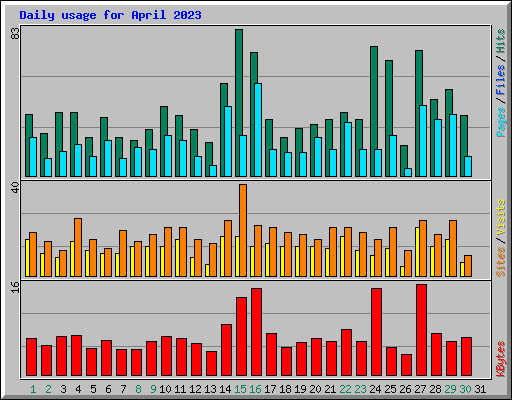 Daily usage for April 2023
83
Pages / Files / Hits
40
Sites / Visits
16
KBytes
1 2 3 4 5 6 7 8 9 10 11 12 13 14 15 16 17 18 19 20 21 22 23 24 25 26 27 28 29 30 31